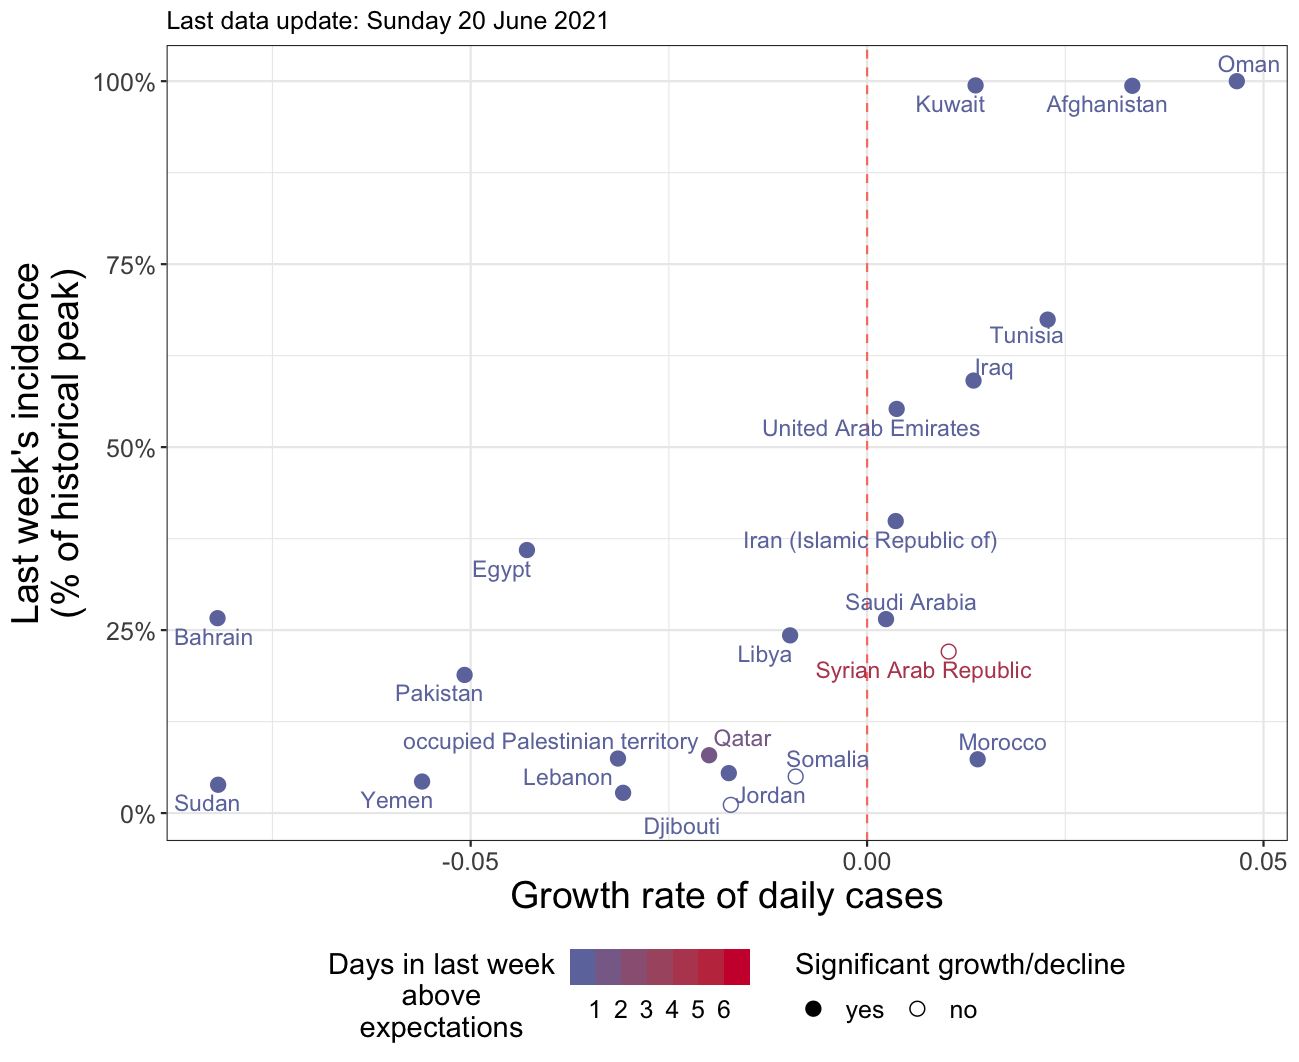 Last data update: Sunday 20 June 2021
Last week's incidence
(% of historical peak)
100%
75%
50%
25%
0%
Oman
Kuwait
Afghanistan
Tunisia
Iraq
United Arab Emirates
Iran (Islamic Republic of)
Egypt
Saudi Arabia
Bahrain
Libya
Syrian Arab Republic
Pakistan
occupied Palestinian territory
Qatar
Morocco
Somalia
Lebanon
Jordan
Sudan
Yemen
Djibouti
-0.05
0.00
0.05
Growth rate of daily cases
Days in last week
above
expectations
1 2 3 4 5 6
Significant growth/decline
yes
no